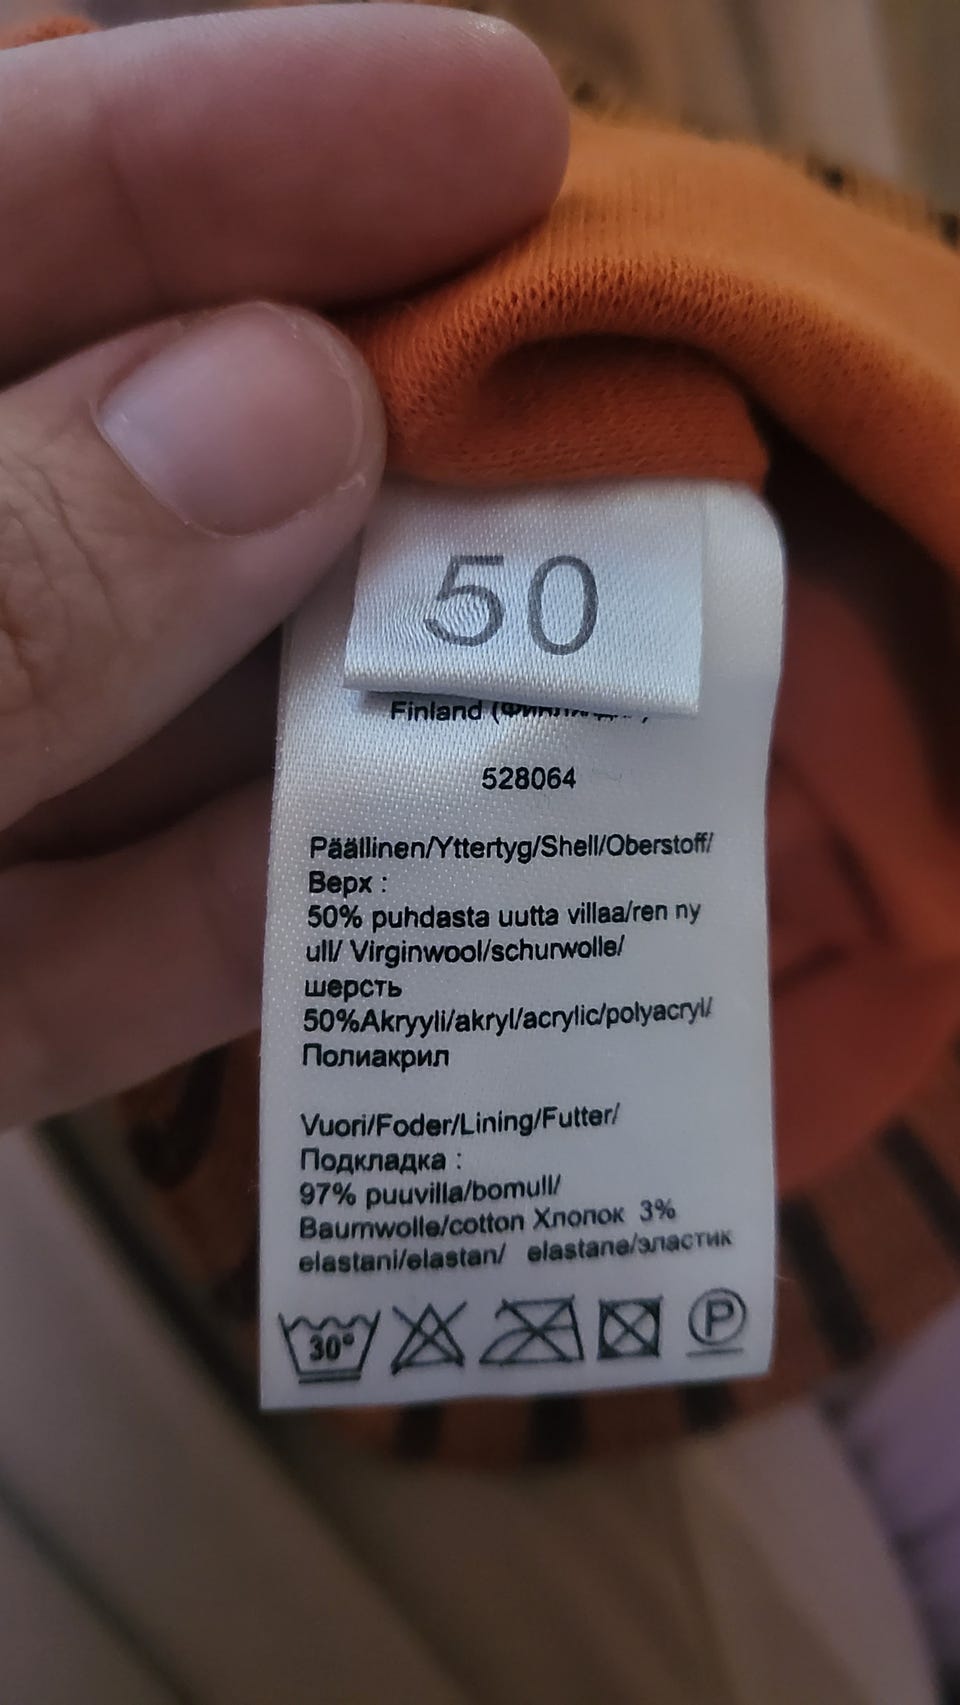 50
Finland
528064
Päällinen/Yttertyg/Shell/Oberstoff/
Верх :
50% puhdasta uutta villaa/ren ny
ull/ Virginwool/schurwolle/
шерсть
50%Akryyli/akryl/acrylic/polyacryl/
Полиакрил
Vuori/Foder/Lining/Futter/
Подкладка :
97% puuvilla/bomull/
Baumwolle/cotton Хлопок 3%
elastani/elastan/ elastane/эластик
30°
P